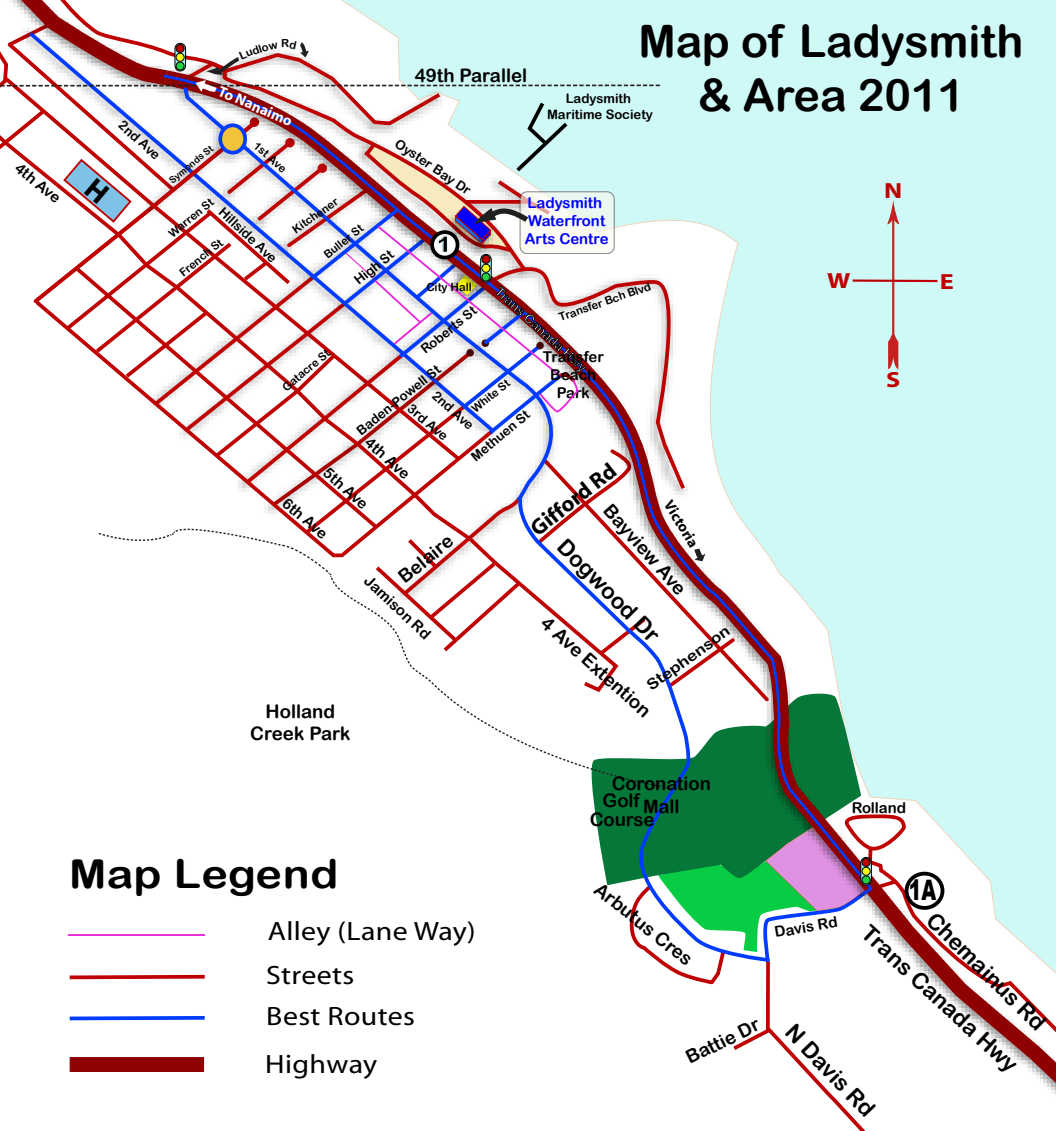 Map of Ladysmith
& Area 2011
Ludlow Rd
49th Parallel
Ladysmith
Maritime Society
To Nanaimo
2nd Ave
Symonds St
1st Ave
Oyster Bay Dr
4th Ave
H
Ladysmith
Waterfront
Arts Centre
N
W
E
S
Warren St
Hillside Ave
Kitchener
French St
Buller St
1
High St
City Hall
Trans Canada Hwy
Transfer Bch Blvd
Roberts St
Gatacre St
Transfer
Beach
Park
Baden-Powell St
2nd Ave
White St
3rd Ave
Methuen St
4th Ave
5th Ave
6th Ave
Gifford Rd
Bayview Ave
Victoria
Belaire
Dogwood Dr
Jamison Rd
4 Ave Extention
Stephenson
Holland
Creek Park
Coronation
Mall
Golf
Course
Rolland
1A
Arbutus Cres
Davis Rd
Chemainus Rd
Trans Canada Hwy
Battie Dr
N Davis Rd
Map Legend
Alley (Lane Way)
Streets
Best Routes
Highway